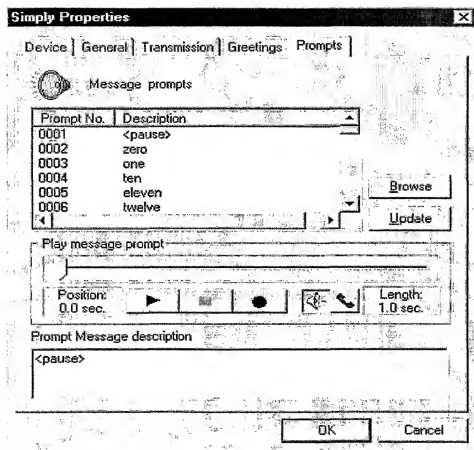 Simply Properties
Device General Transmission Greetings Prompts
Message prompts
Prompt No. Description
0001 <pause>
0002 zero
0003 one
0004 ten
0005 eleven
0006 twelve
Browse
Update
Play message prompt
Position: 0.0 sec.
Length: 1.0 sec.
Prompt Message description
<pause>
OK Cancel